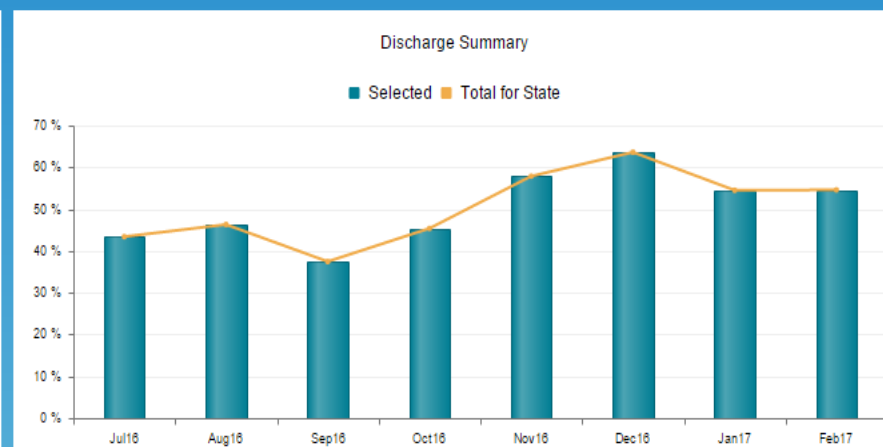 Discharge Summary
Selected Total for State
70 %
60 %
50 %
40 %
30 %
20 %
10 %
0 %
Jul16 Aug16 Sep16 Oct16 Nov16 Dec16 Jan17 Feb17